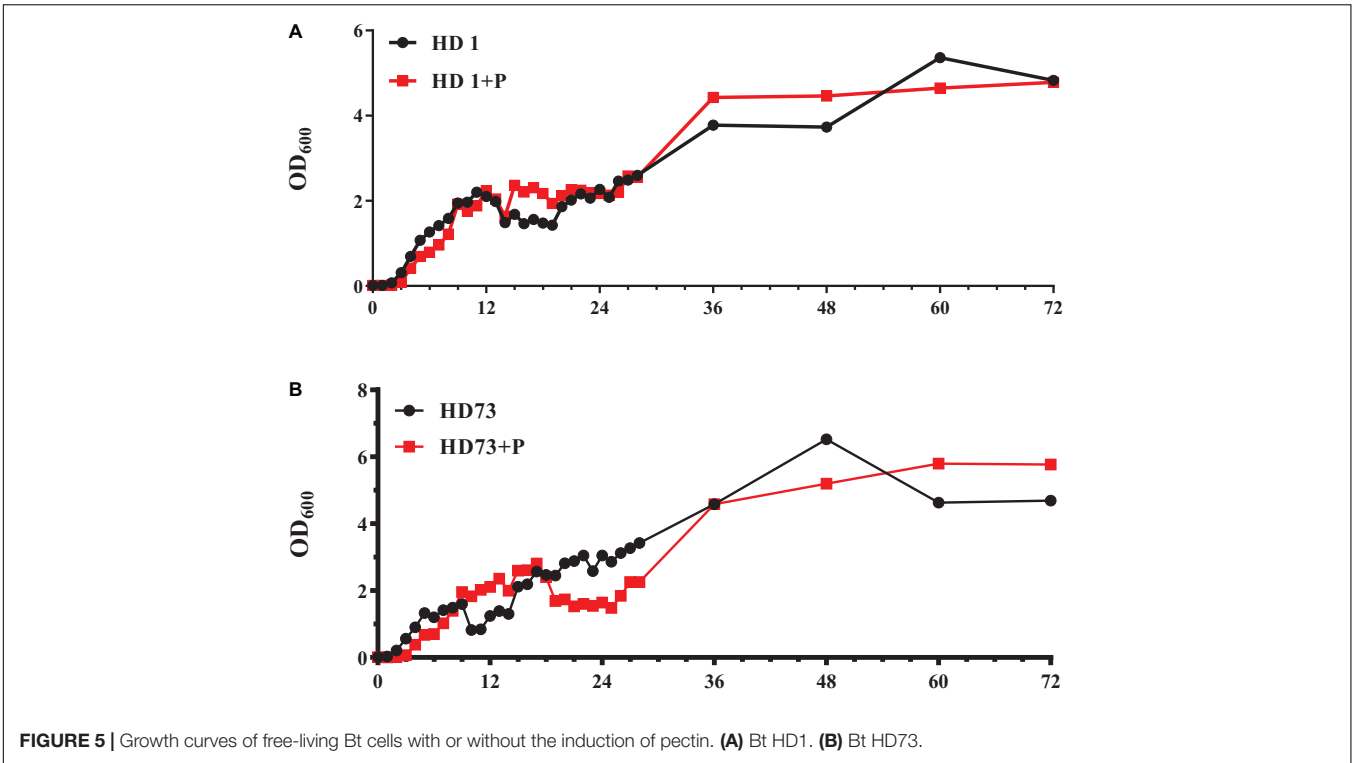 A
6
HD 1
HD 1+P
4
OD600
2
0
0 12 24 36 48 60 72
B
8
HD73
HD73+P
6
OD600
4
2
0
0 12 24 36 48 60 72
FIGURE 5 | Growth curves of free-living Bt cells with or without the induction of pectin. (A) Bt HD1. (B) Bt HD73.